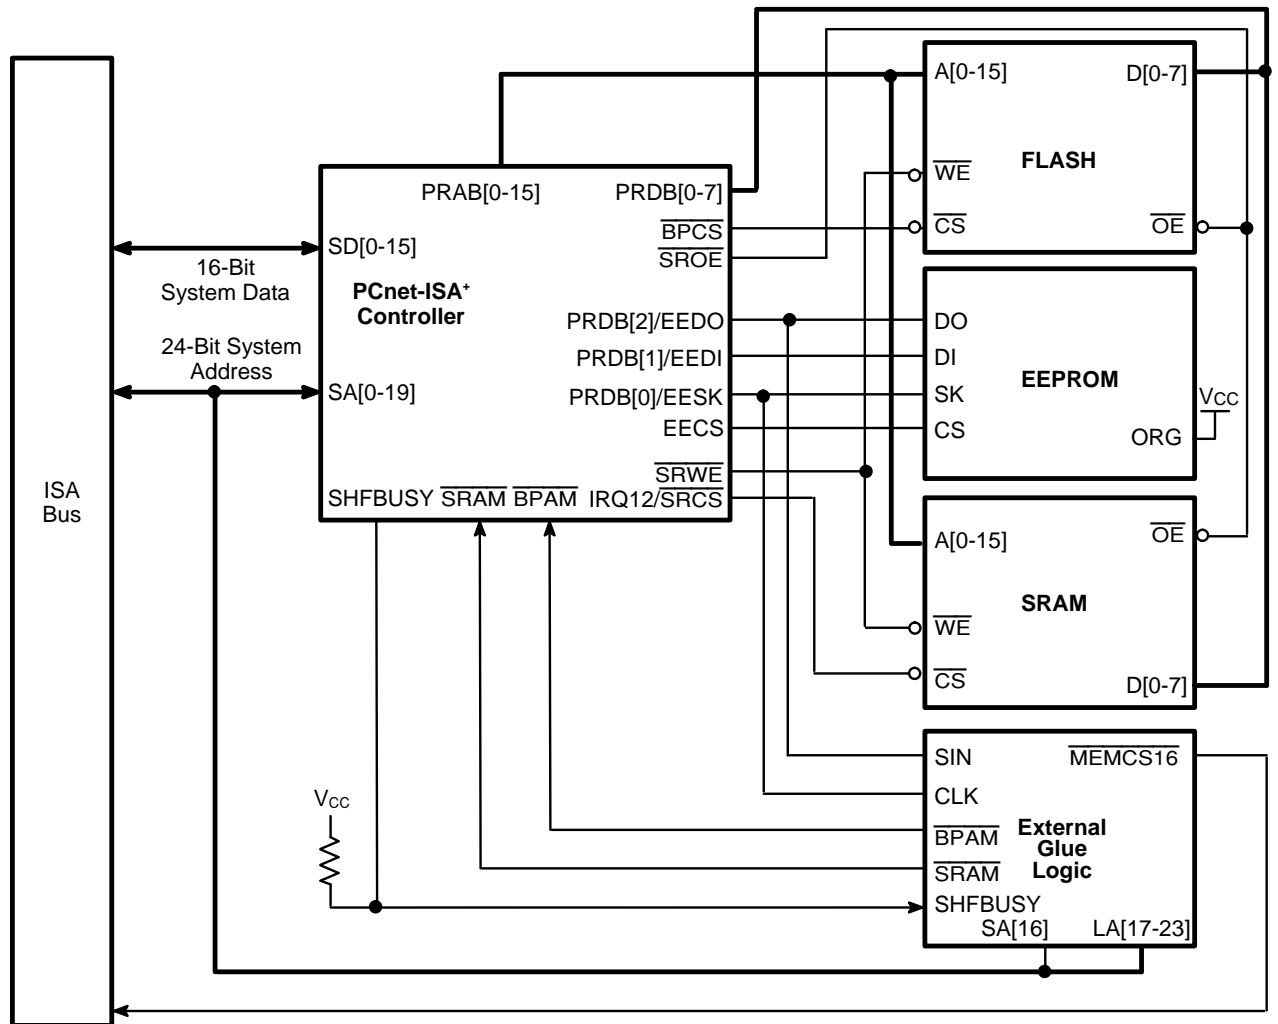 ISA
Bus
16-Bit
System Data
24-Bit System
Address
PRAB[0-15]
PRDB[0-7]
SD[0-15]
BPCS
SROE
PCnet-ISA+
Controller
PRDB[2]/EEDO
PRDB[1]/EEDI
SA[0-19]
PRDB[0]/EESK
EECS
SRWE
SHFBUSY SRAM BPAM IRQ12/SRCS
A[0-15]
D[0-7]
FLASH
WE
CS
OE
DO
DI
EEPROM
SK
CS
VCC
ORG
A[0-15]
OE
SRAM
WE
CS
D[0-7]
VCC
SIN
MEMCS16
CLK
External
Glue
Logic
BPAM
SRAM
SHFBUSY
SA[16]
LA[17-23]